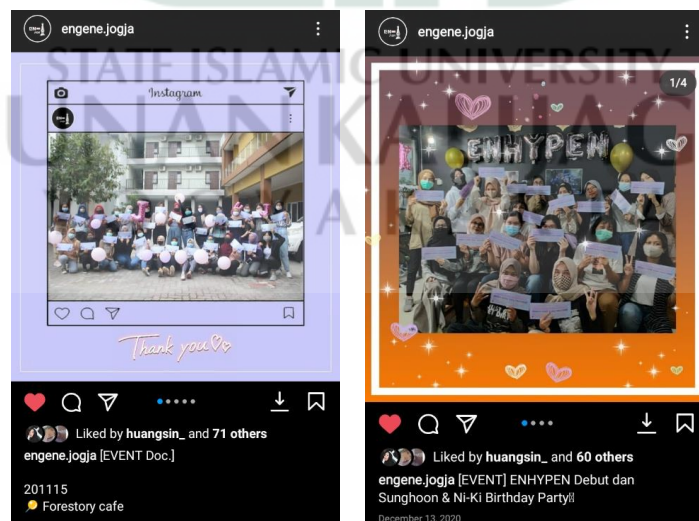 engene.jogja
Instagram
Thank you
Liked by huangsin_ and 71 others
engene.jogja [EVENT Doc.]
201115
Forestory cafe
engene.jogja
1/4
ENHYPEN
Liked by huangsin_ and 60 others
engene.jogja [EVENT] ENHYPEN Debut dan
Sunghoon & Ni-Ki Birthday Party
December 13, 2020
STATE ISLAMIC UNIVERSITY